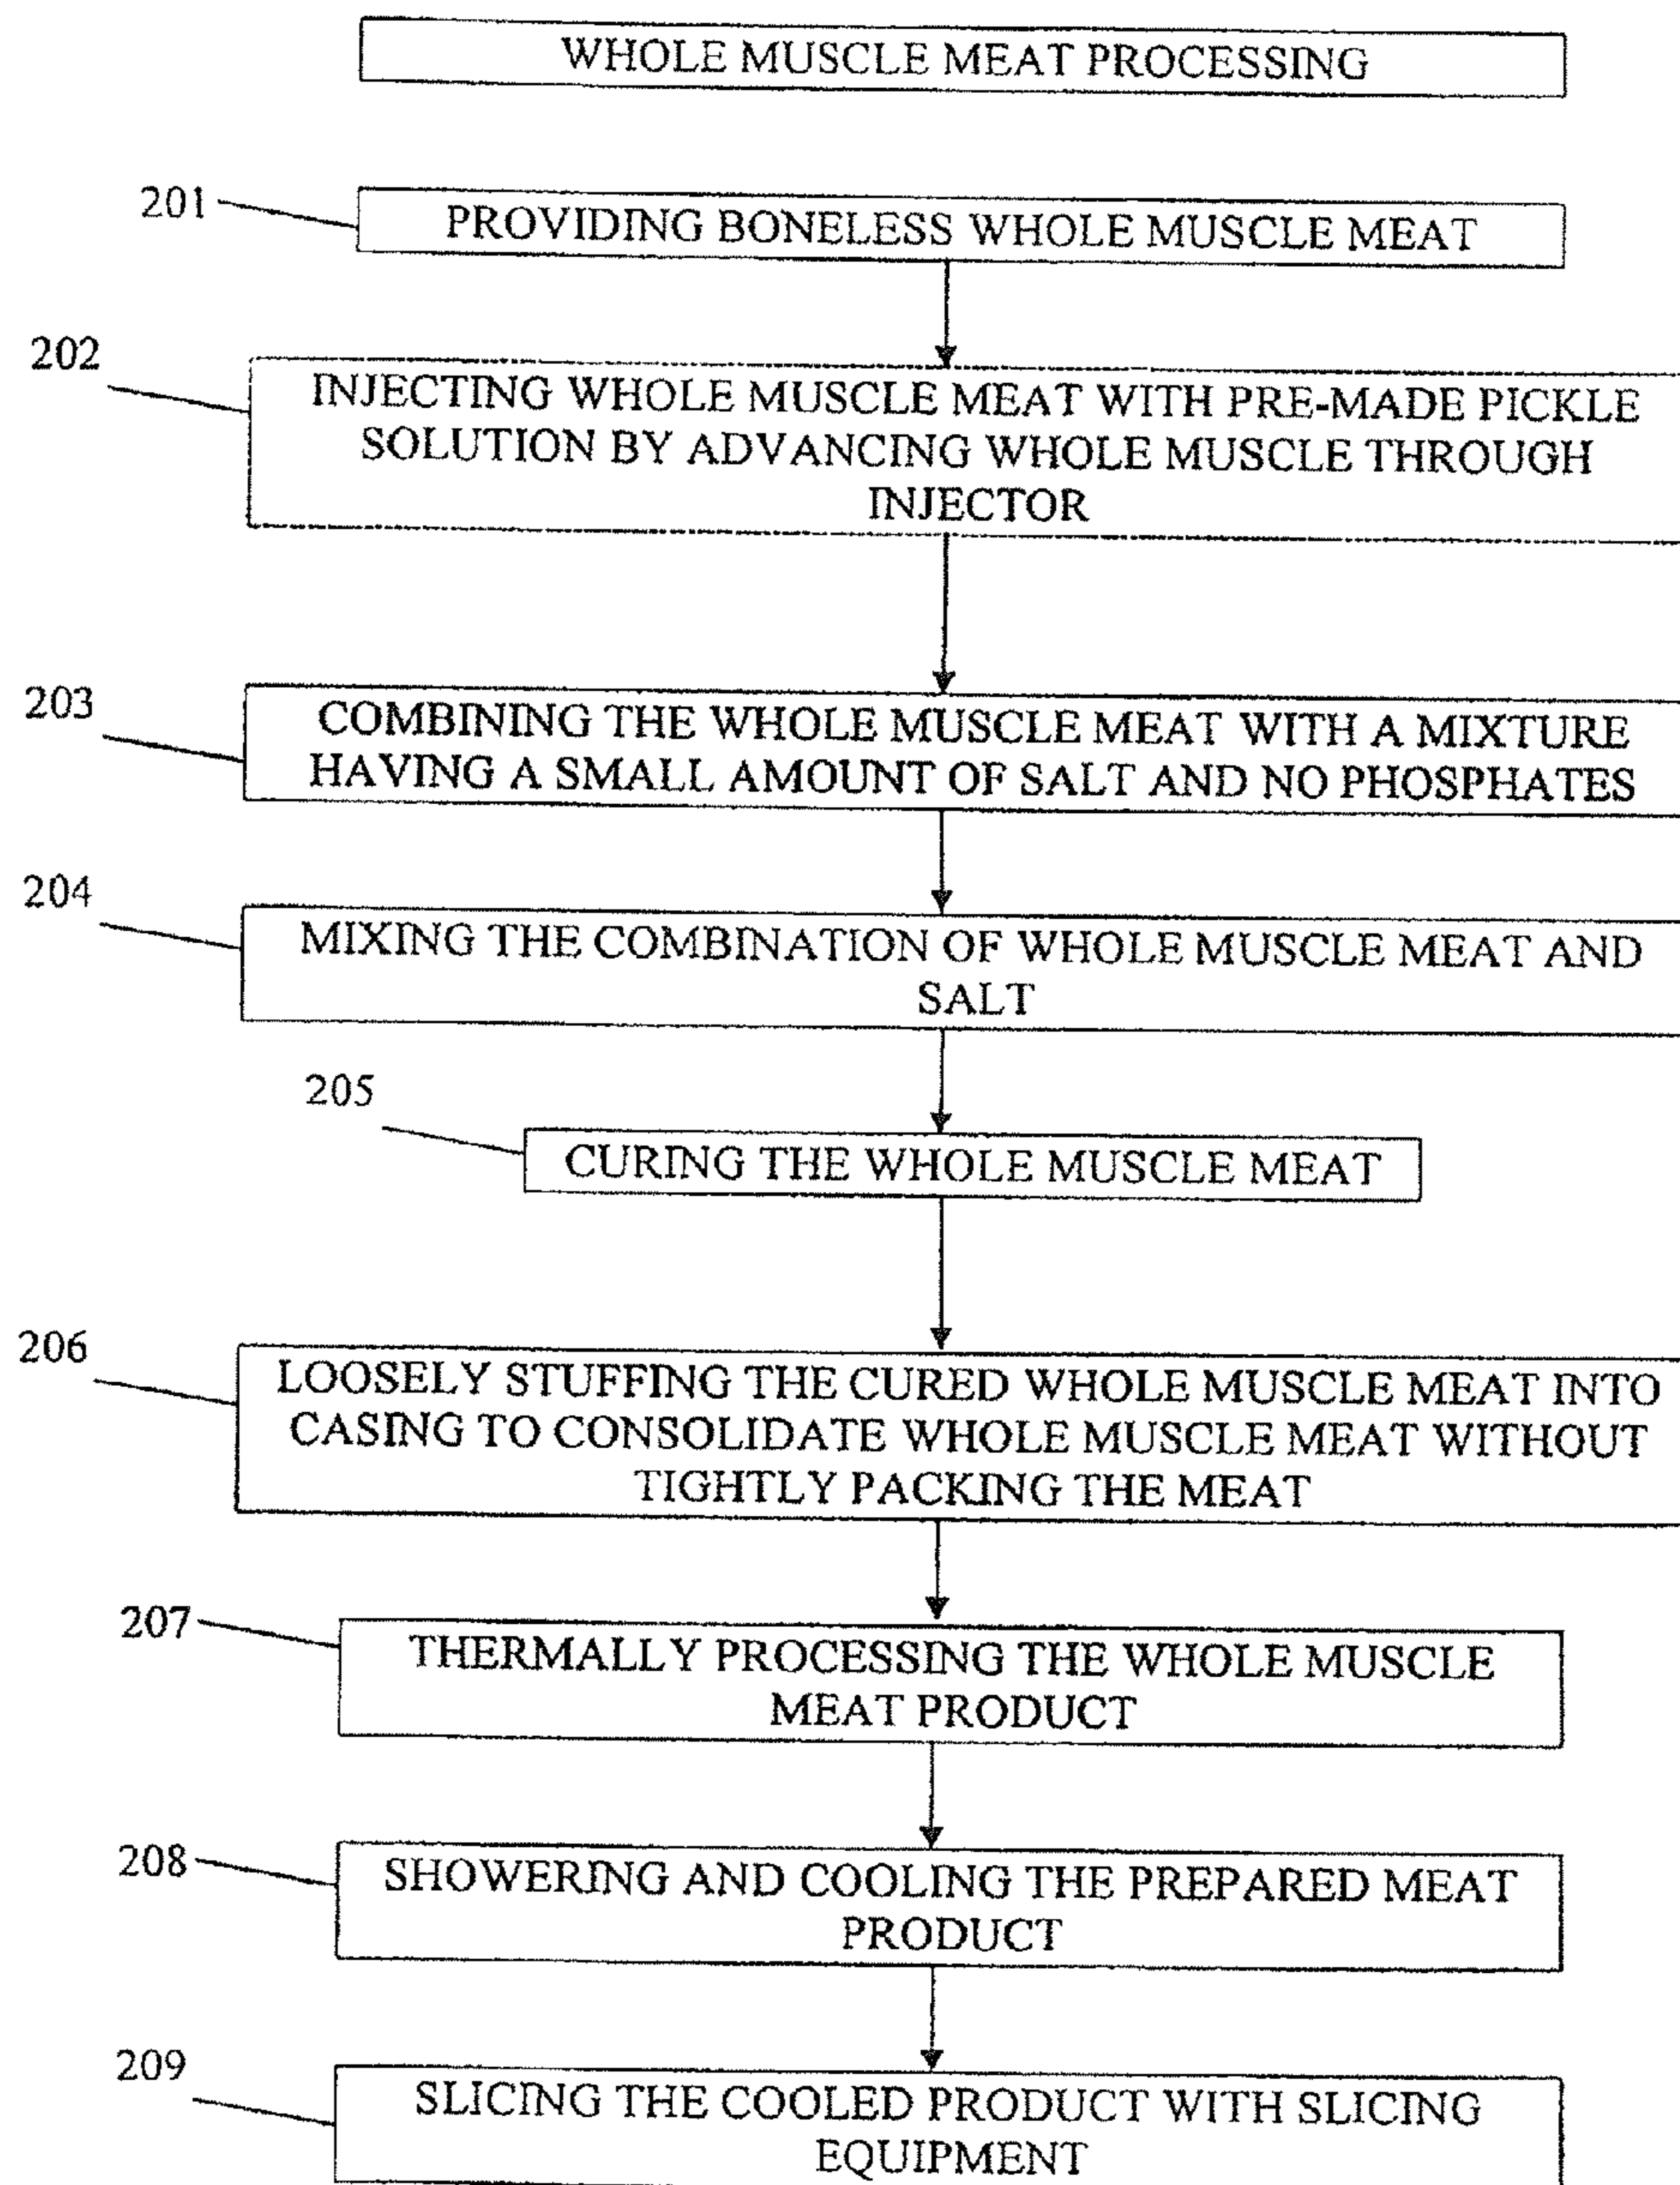 WHOLE MUSCLE MEAT PROCESSING
201
PROVIDING BONELESS WHOLE MUSCLE MEAT
202
INJECTING WHOLE MUSCLE MEAT WITH PRE-MADE PICKLE
SOLUTION BY ADVANCING WHOLE MUSCLE THROUGH
INJECTOR
203
COMBINING THE WHOLE MUSCLE MEAT WITH A MIXTURE
HAVING A SMALL AMOUNT OF SALT AND NO PHOSPHATES
204
MIXING THE COMBINATION OF WHOLE MUSCLE MEAT AND
SALT
205
CURING THE WHOLE MUSCLE MEAT
206
LOOSELY STUFFING THE CURED WHOLE MUSCLE MEAT INTO
CASING TO CONSOLIDATE WHOLE MUSCLE MEAT WITHOUT
TIGHTLY PACKING THE MEAT
207
THERMALLY PROCESSING THE WHOLE MUSCLE
MEAT PRODUCT
208
SHOWERING AND COOLING THE PREPARED MEAT
PRODUCT
209
SLICING THE COOLED PRODUCT WITH SLICING
EQUIPMENT